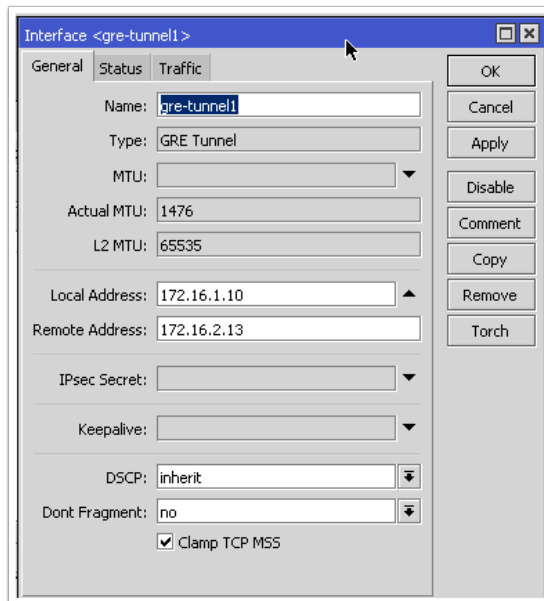 Interface <gre-tunnel1>
General Status Traffic
Name: gre-tunnel1
Type: GRE Tunnel
MTU:
Actual MTU: 1476
L2 MTU: 65535
Local Address: 172.16.1.10
Remote Address: 172.16.2.13
IPsec Secret:
Keepalive:
DSCP: inherit
Dont Fragment: no
Clamp TCP MSS
OK
Cancel
Apply
Disable
Comment
Copy
Remove
Torch